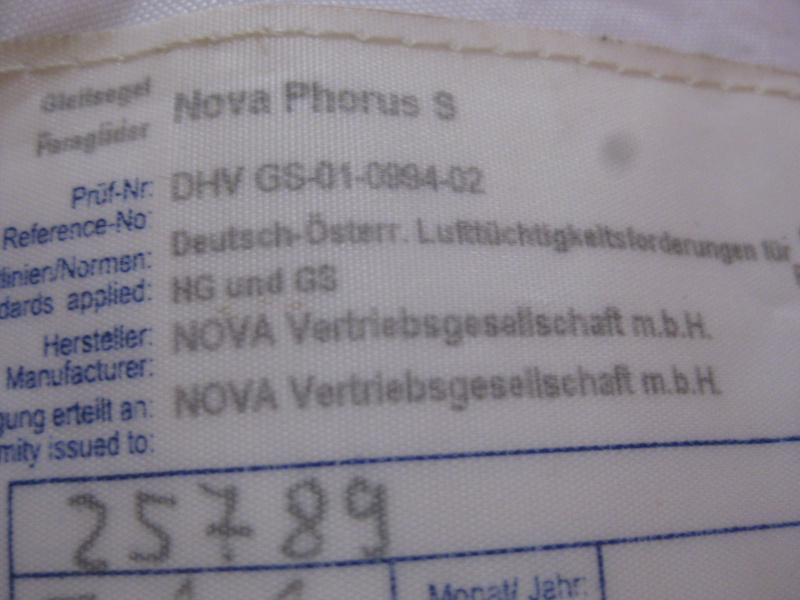 Gleitsegel Nova Phorus S
Paraglider
Prüf-Nr: DHV GS-01-0994-02
Reference-No
linien/Normen: Deutsch-Österr. Lufttüchtigkeitsforderungen für
dards applied: HG und GS
Hersteller: NOVA Vertriebsgesellschaft m.b.H.
Manufacturer:
gung erteilt an: NOVA Vertriebsgesellschaft m.b.H.
mity issued to:
25789
Monat/ Jahr: